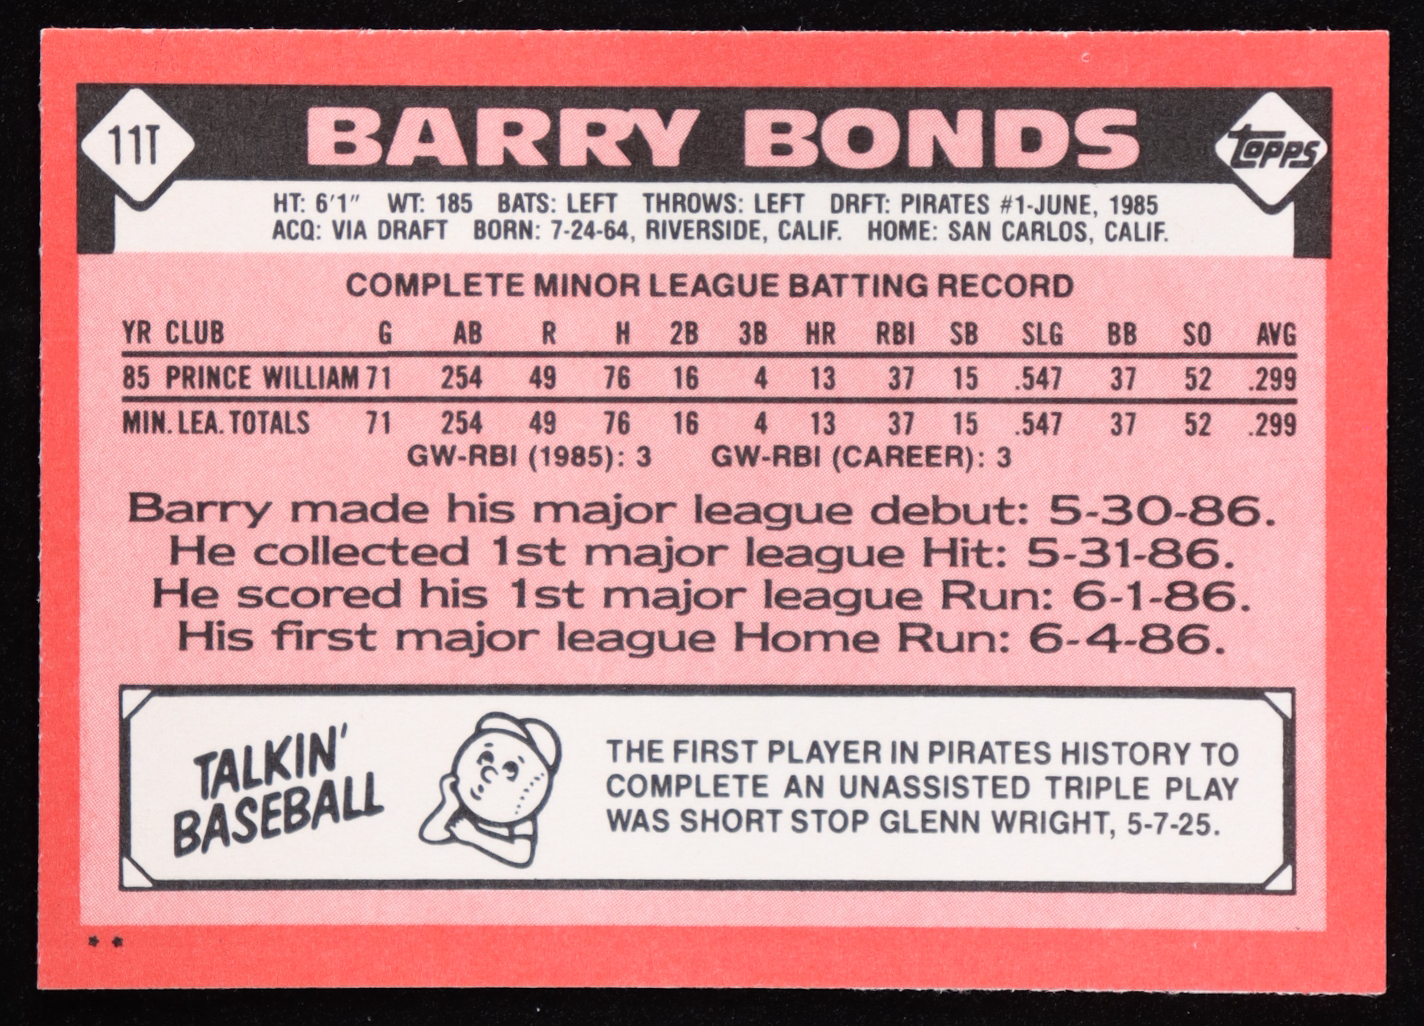 11T
BARRY BONDS
topps
HT: 6'1" WT: 185 BATS: LEFT THROWS: LEFT DRFT: PIRATES #1-JUNE, 1985
ACQ: VIA DRAFT BORN: 7-24-64, RIVERSIDE, CALIF. HOME: SAN CARLOS, CALIF.
COMPLETE MINOR LEAGUE BATTING RECORD
YR CLUB G AB R H 2B 3B HR RBI SB SLG BB SO AVG
85 PRINCE WILLIAM 71 254 49 76 16 4 13 37 15 .547 37 52 .299
MIN. LEA. TOTALS 71 254 49 76 16 4 13 37 15 .547 37 52 .299
GW-RBI (1985): 3 GW-RBI (CAREER): 3
Barry made his major league debut: 5-30-86.
He collected 1st major league Hit: 5-31-86.
He scored his 1st major league Run: 6-1-86.
His first major league Home Run: 6-4-86.
TALKIN'
BASEBALL
THE FIRST PLAYER IN PIRATES HISTORY TO
COMPLETE AN UNASSISTED TRIPLE PLAY
WAS SHORT STOP GLENN WRIGHT, 5-7-25.
**